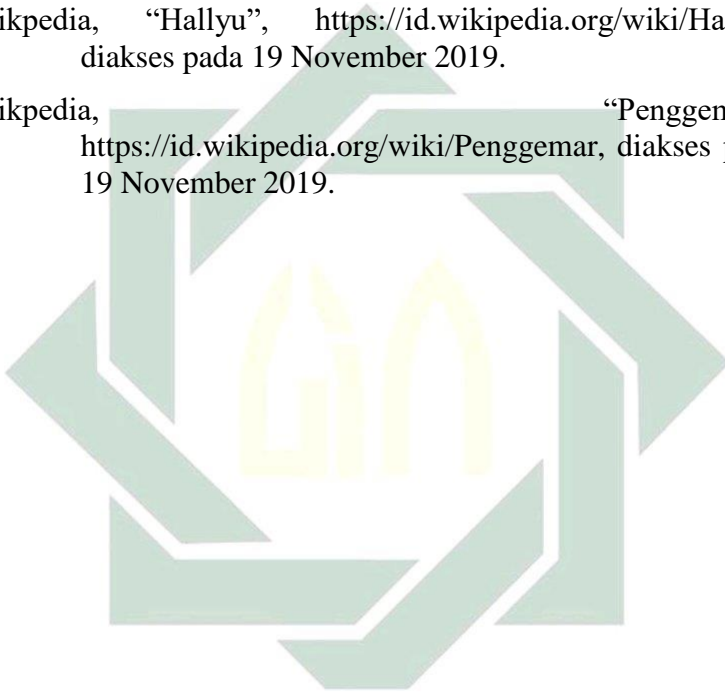 ikpedia, “Hallyu”, https://id.wikipedia.org/wiki/Ha
diakses pada 19 November 2019.
ikpedia, “Penggem
https://id.wikipedia.org/wiki/Penggemar, diakses p
19 November 2019.